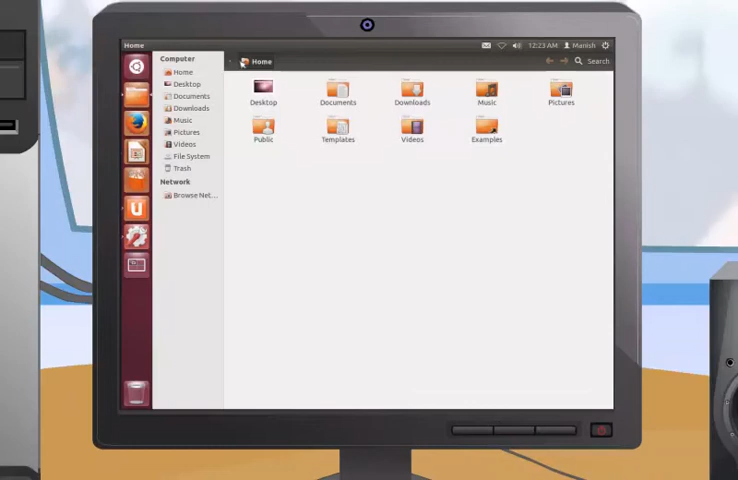 Home
12:23 AM Manish
Computer
Home
Desktop
Documents
Downloads
Music
Pictures
Videos
File System
Trash
Network
Browse Net...
Home
Search
Desktop
Documents
Downloads
Music
Pictures
Public
Templates
Videos
Examples